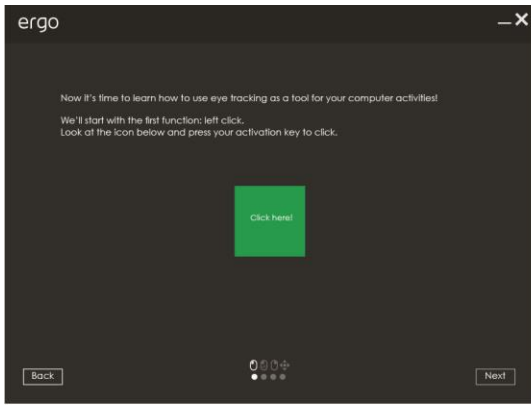 ergo
Now it's time to learn how to use eye tracking as a tool for your computer activities!
We'll start with the first function: left click.
Look at the icon below and press your activation key to click.
Click here!
Back
Next